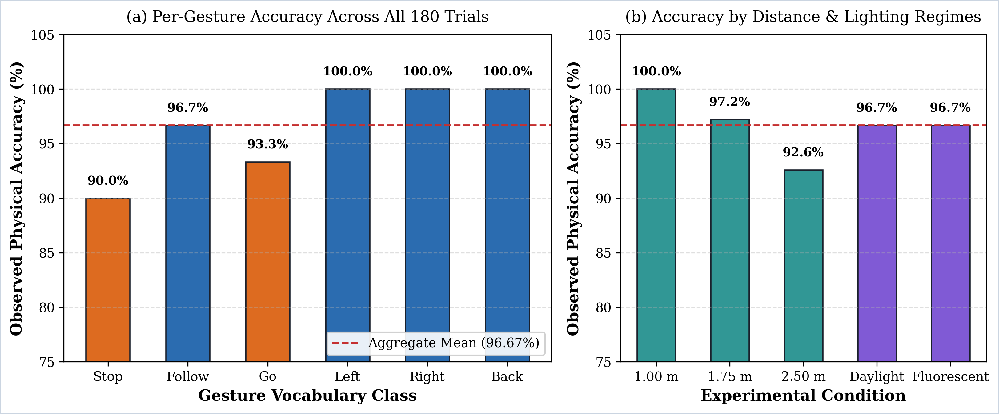 (a) Per-Gesture Accuracy Across All 180 Trials
Observed Physical Accuracy (%)
105
100
95
90
85
80
75
90.0%
96.7%
93.3%
100.0%
100.0%
100.0%
Aggregate Mean (96.67%)
Stop
Follow
Go
Left
Right
Back
Gesture Vocabulary Class
(b) Accuracy by Distance & Lighting Regimes
Observed Physical Accuracy (%)
105
100
95
90
85
80
75
100.0%
97.2%
92.6%
96.7%
96.7%
1.00 m
1.75 m
2.50 m
Daylight
Fluorescent
Experimental Condition